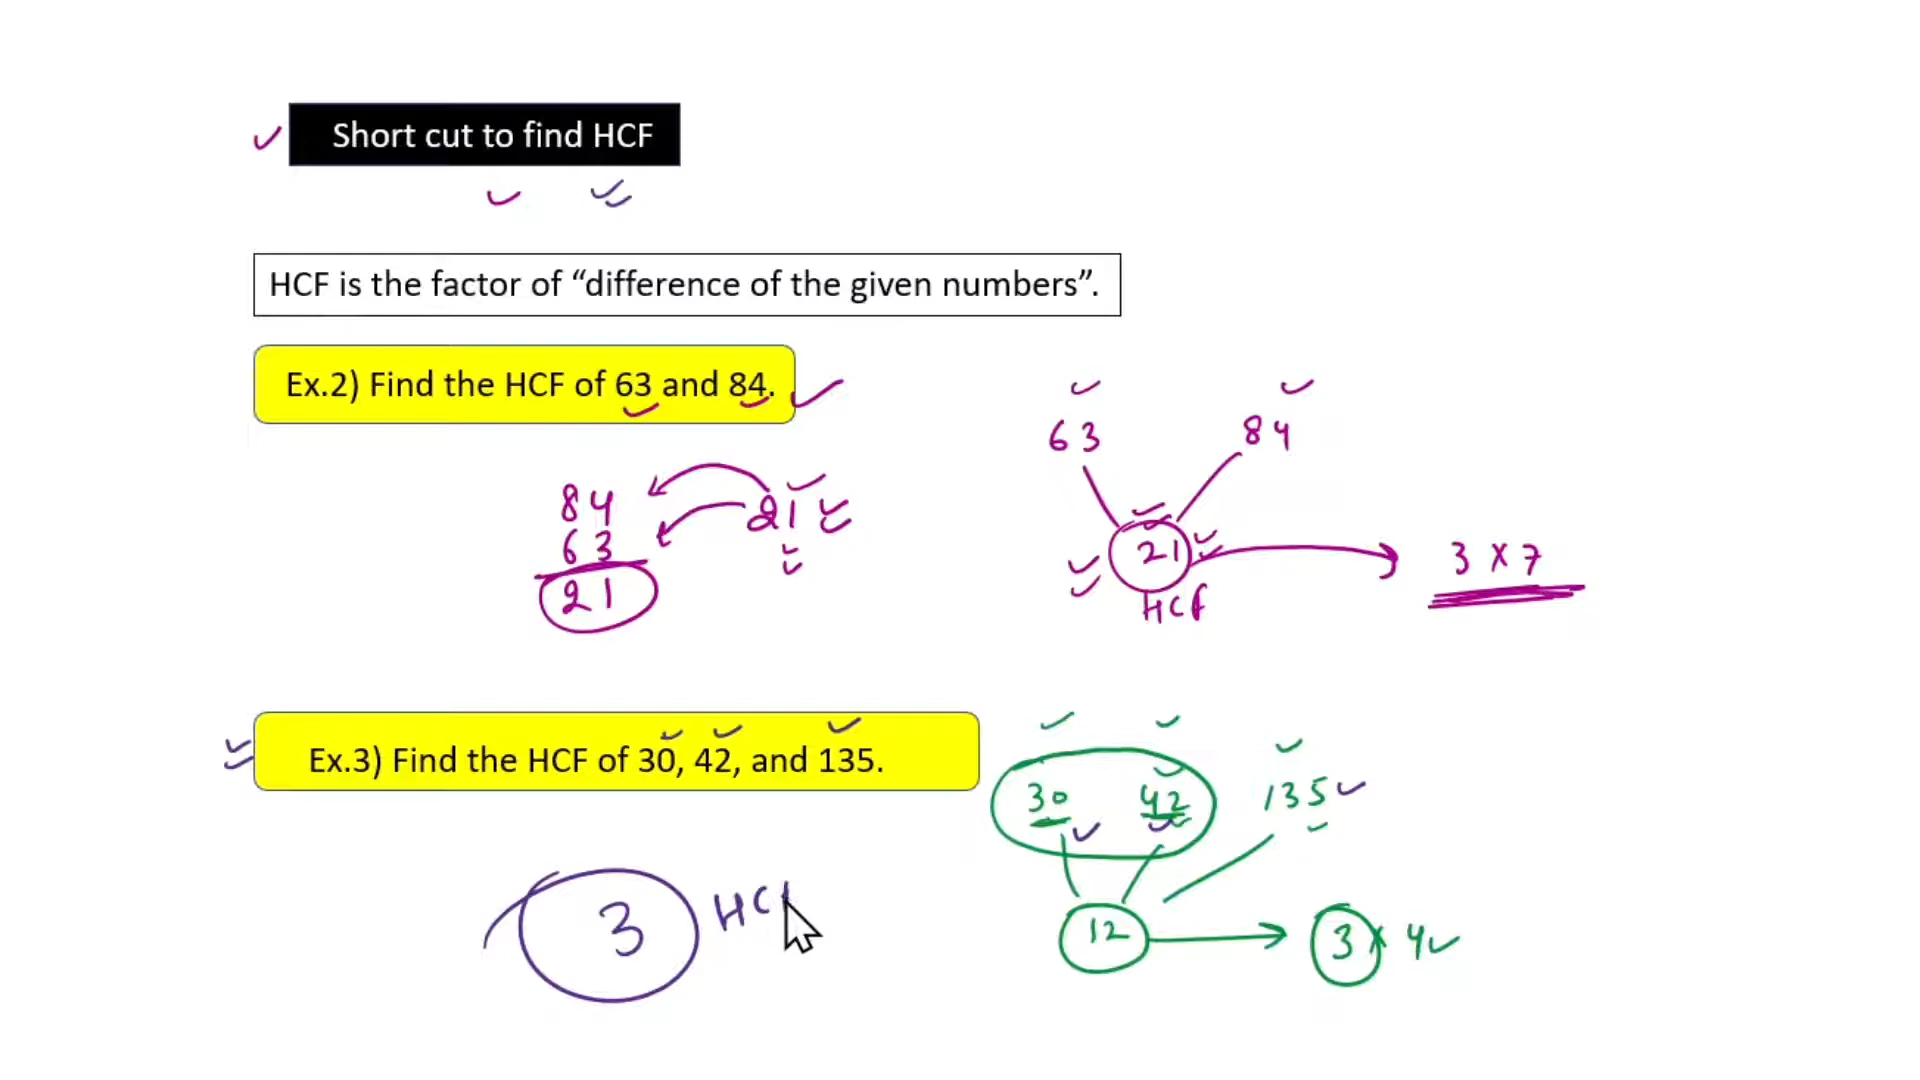 Short cut to find HCF
HCF is the factor of “difference of the given numbers”.
Ex.2) Find the HCF of 63 and 84.
63 84
84
63
21
21
21
HCF
3 x 7
Ex.3) Find the HCF of 30, 42, and 135.
30 42 135
12
3 x 4
3 HCF